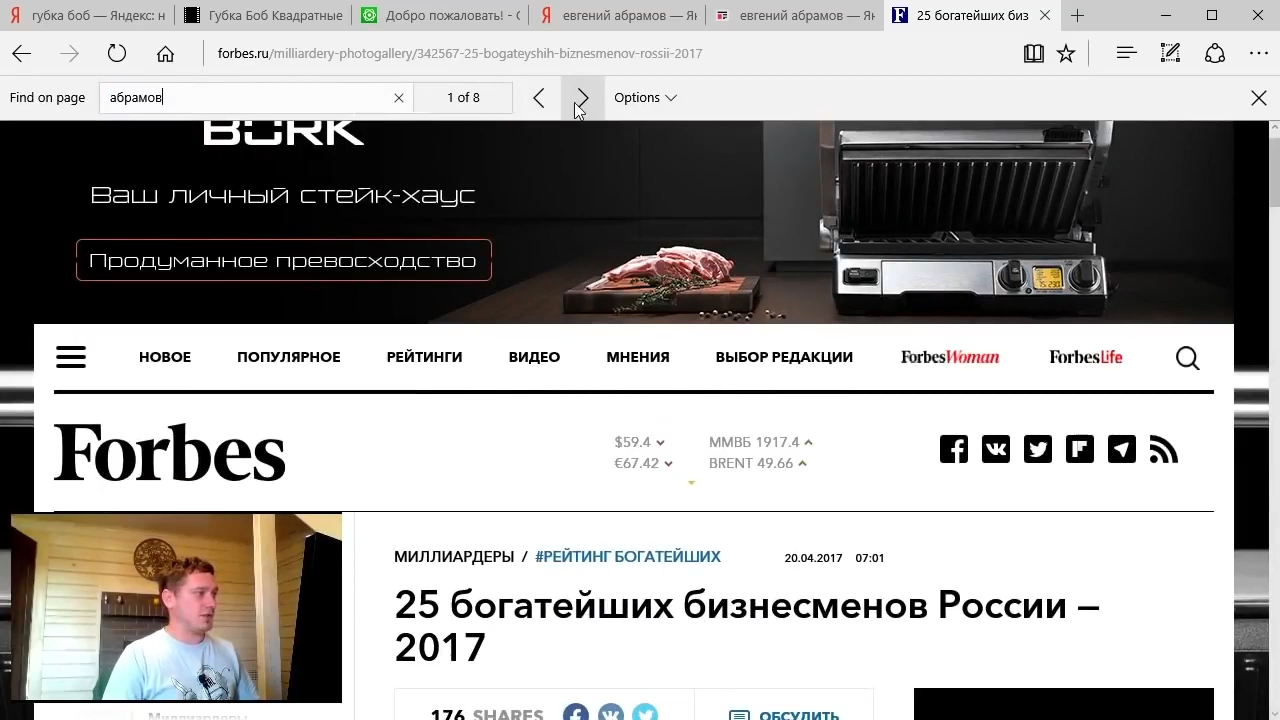 губка боб — Яндекс н
Губка Боб Квадратные
Добро пожаловать! - (
евгений абрамов — Ян
евгений абрамов — Ян
25 богатейших биз
forbes.ru/milliardery-photogallery/342567-25-bogateyshih-biznesmenov-rossii-2017
Find on page
абрамов
1 of 8
Options
BORK
Ваш личный стейк-хаус
Продуманное превосходство
НОВОЕ
ПОПУЛЯРНОЕ
РЕЙТИНГИ
ВИДЕО
МНЕНИЯ
ВЫБОР РЕДАКЦИИ
ForbesWoman
ForbesLife
Forbes
$59.4
ММВБ 1917.4
€67.42
BRENT 49.66
МИЛЛИАРДЕРЫ / #РЕЙТИНГ БОГАТЕЙШИХ
20.04.2017 07:01
25 богатейших бизнесменов России —
2017
176 SHARES
ОБСУДИТЬ
Миллиардеры